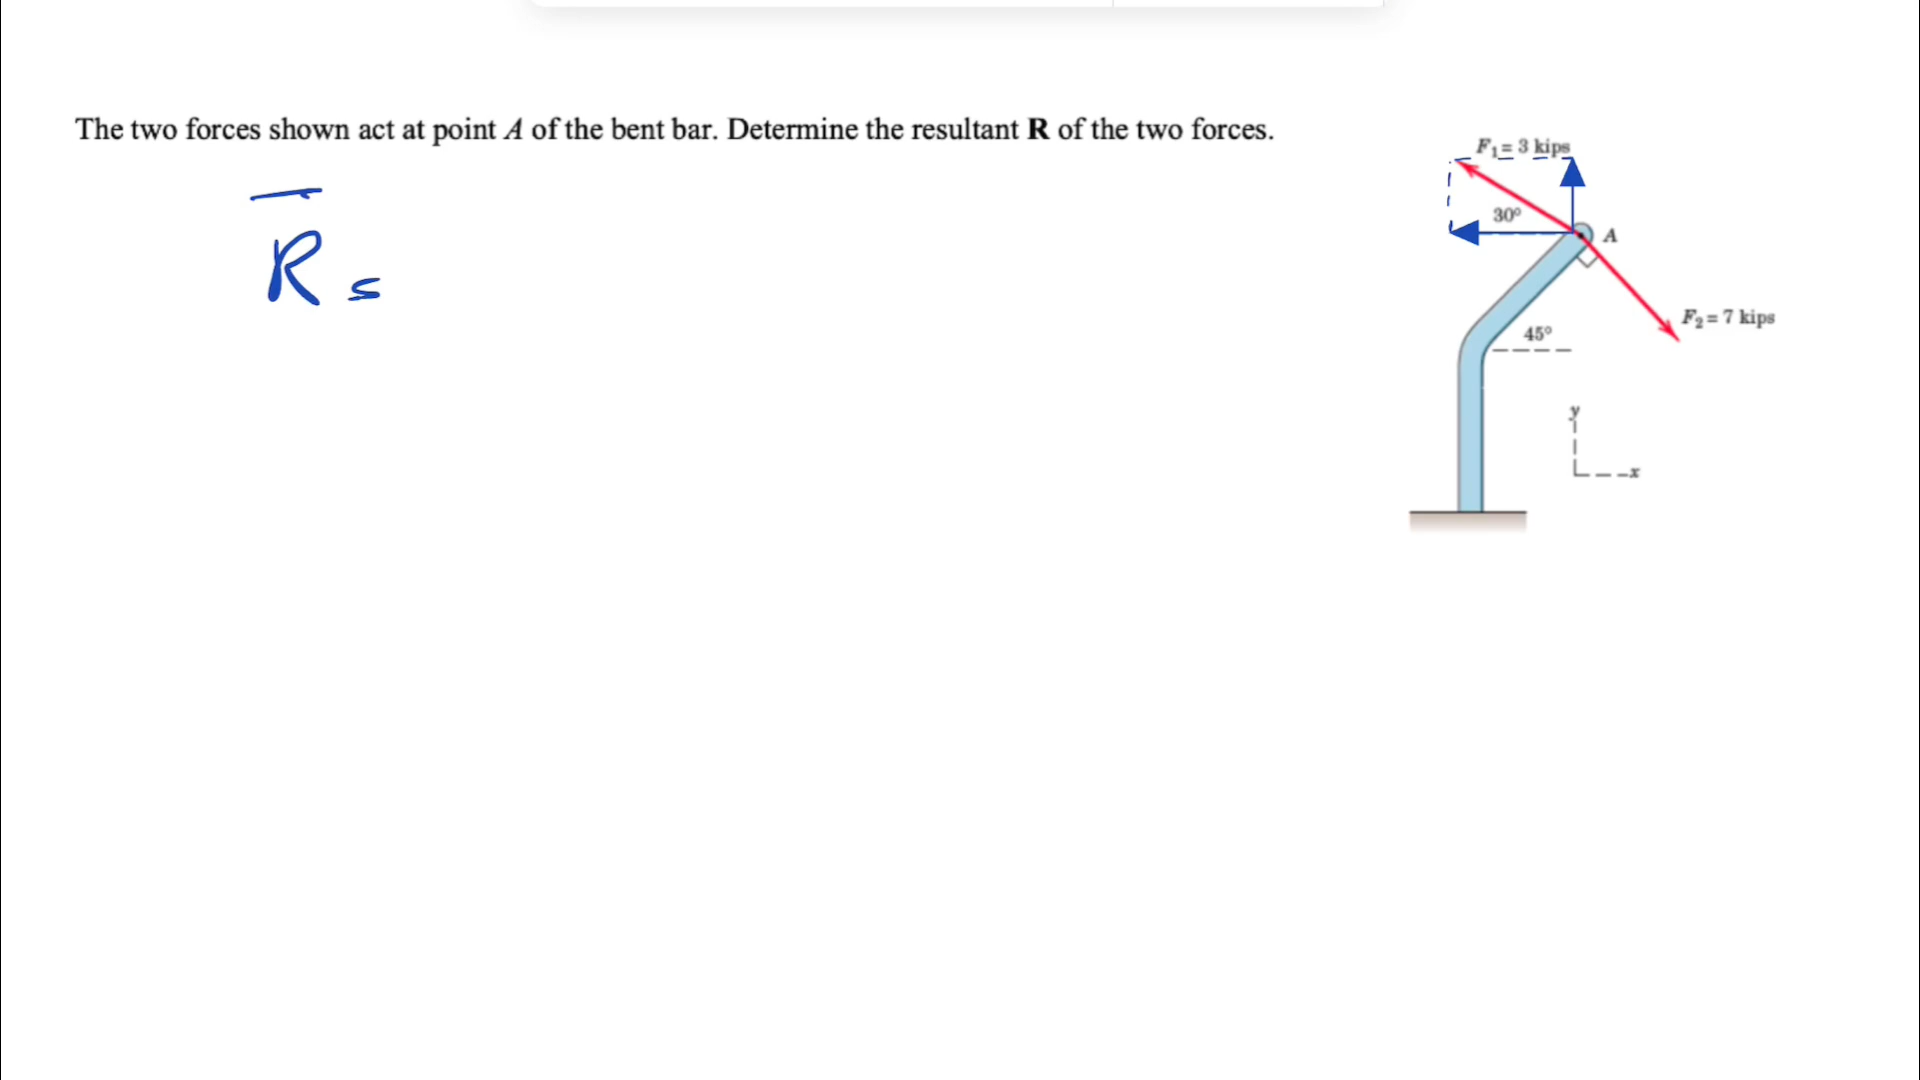 The two forces shown act at point A of the bent bar. Determine the resultant R of the two forces.
F₁ = 3 kips
R =
30°
A
F₂ = 7 kips
45°
y
x